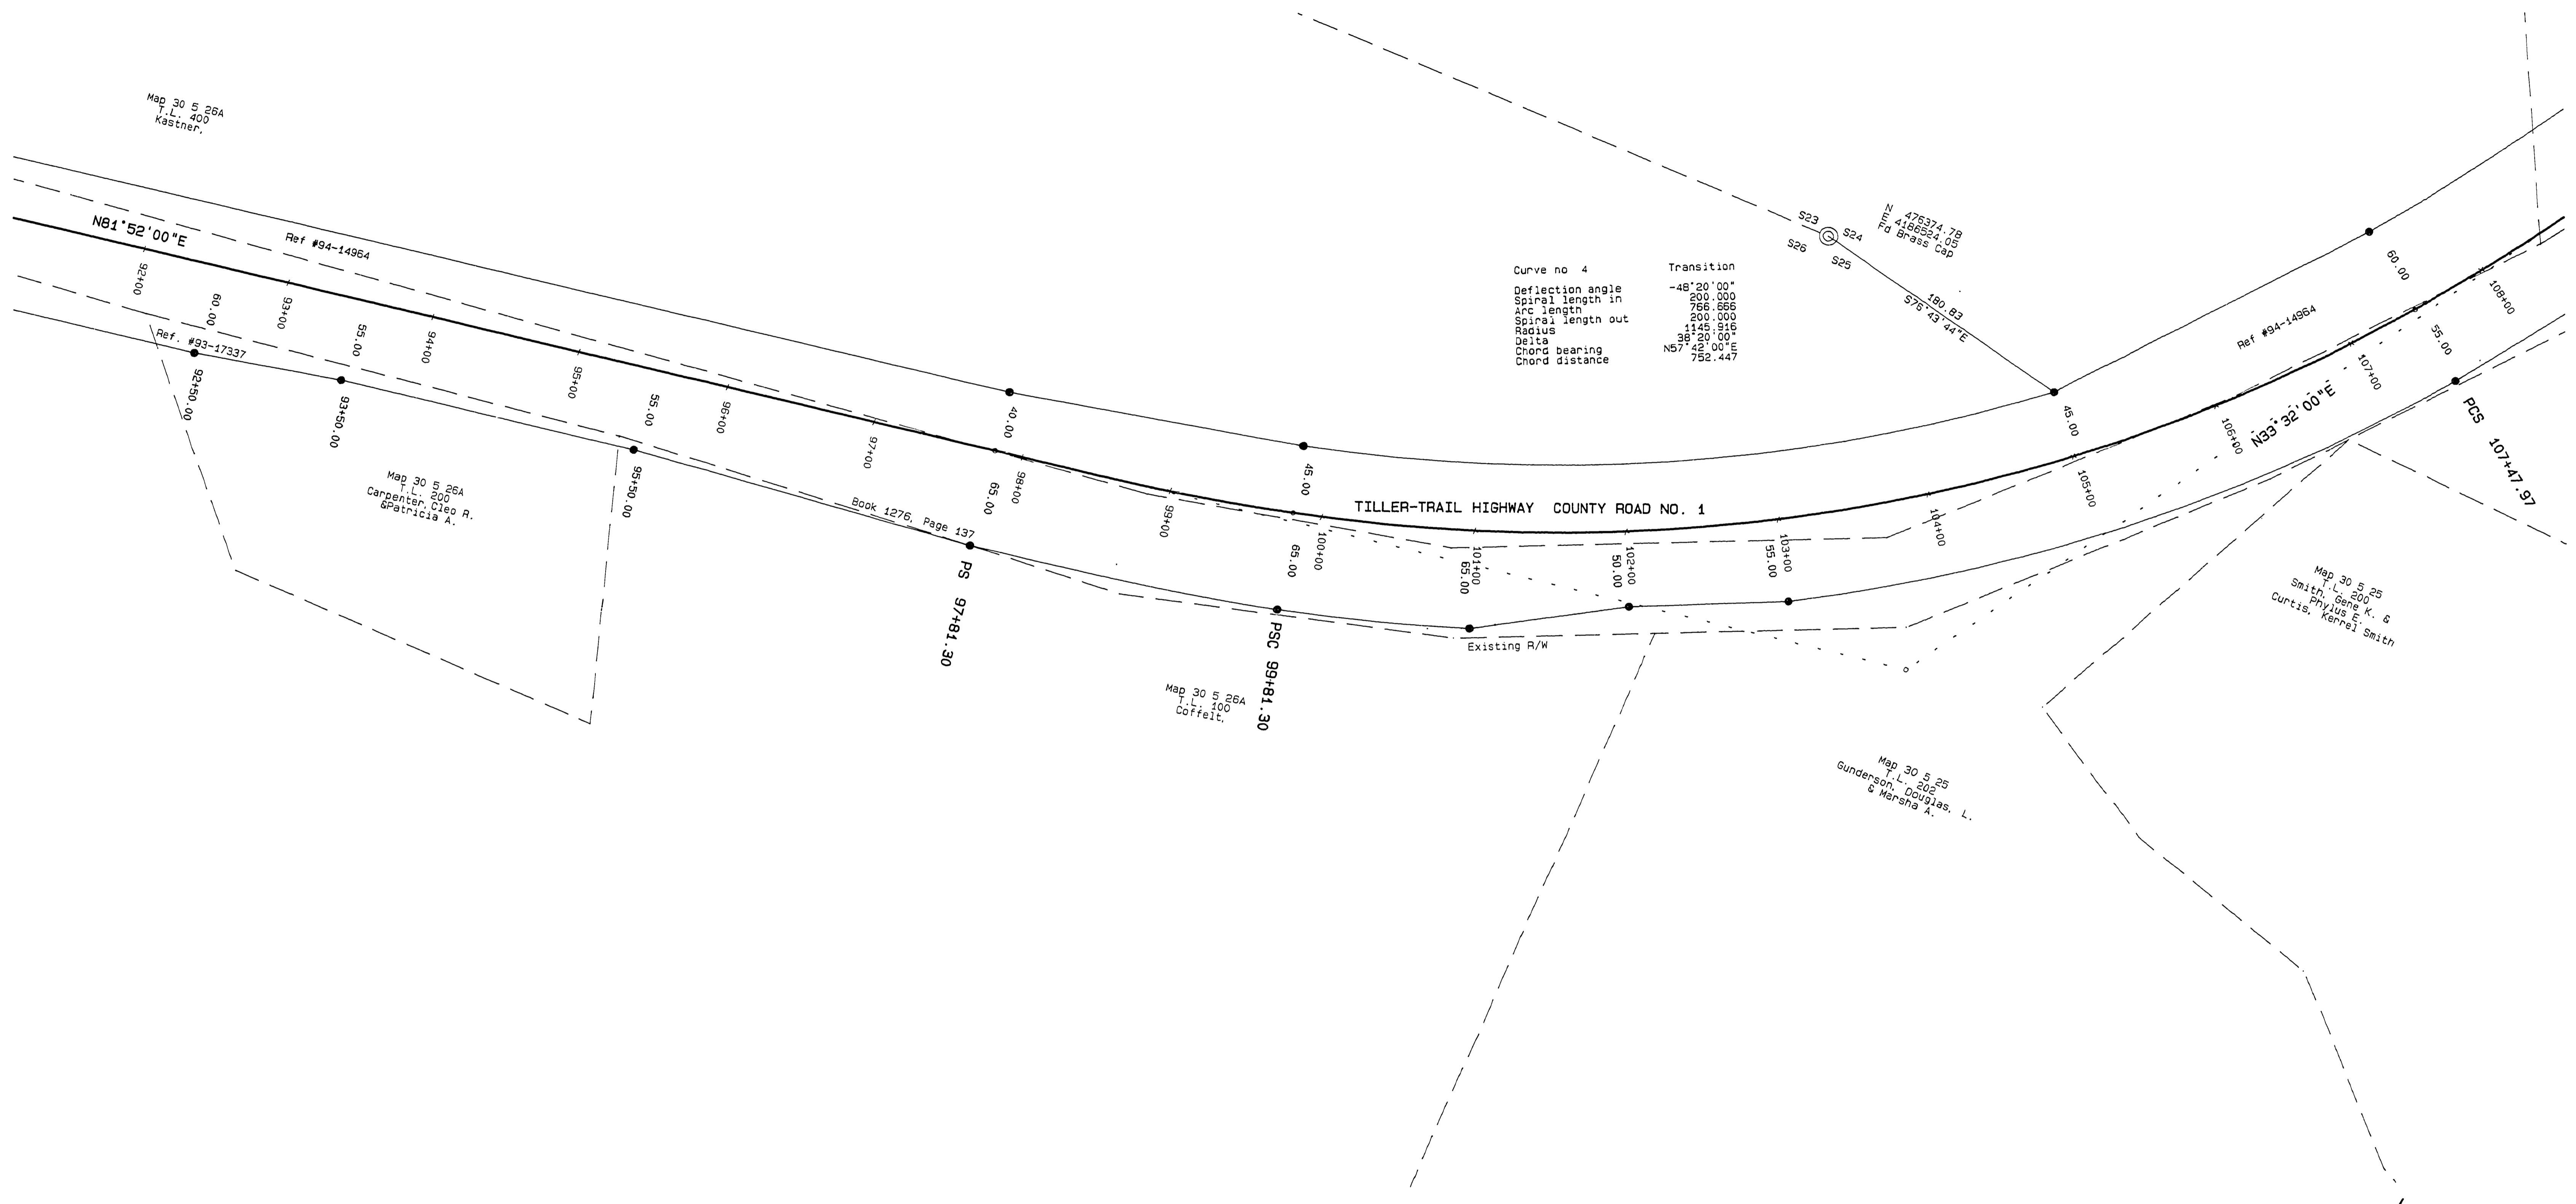 Map 30 5 26A
T.L. 400
Kastner,
N81°52'00"E
Ref #94-14964
92+00
60.00
93+00
55.00
94+00
95+00
55.00
96+00
97+00
65.00
98+00
40.00
99+00
45.00
65.00
100+00
Ref. #93-17337
92+50.00
93+50.00
95+50.00
Map 30 5 26A
T.L. 200
Carpenter, Cleo R.
&Patricia A.
Book 1276, Page 137
PS 97+81.30
PSC 99+81.30
Map 30 5 26A
T.L. 100
Coffelt,
TILLER-TRAIL HIGHWAY COUNTY ROAD NO. 1
101+00
65.00
102+00
50.00
103+00
55.00
104+00
105+00
45.00
106+00
107+00
108+00
55.00
60.00
Existing R/W
Curve no 4 Transition
Deflection angle -48°20'00"
Spiral length in 200.000
Arc length 766.666
Spiral length out 200.000
Radius 1145.916
Delta 38°20'00"
Chord bearing N57°42'00"E
Chord distance 752.447
S23
S24
S26
S25
N 476374.78
E 4186524.05
Fd Brass Cap
180.83
S76°43'44"E
Ref #94-14964
N33°32'00"E
PCS 107+47.97
Map 30 5 25
T.L. 200
Smith, Gene K. &
Phylus E.
Curtis, Kerrel Smith
Map 30 5 25
T.L. 202
Gunderson, Douglas, L.
& Marsha A.